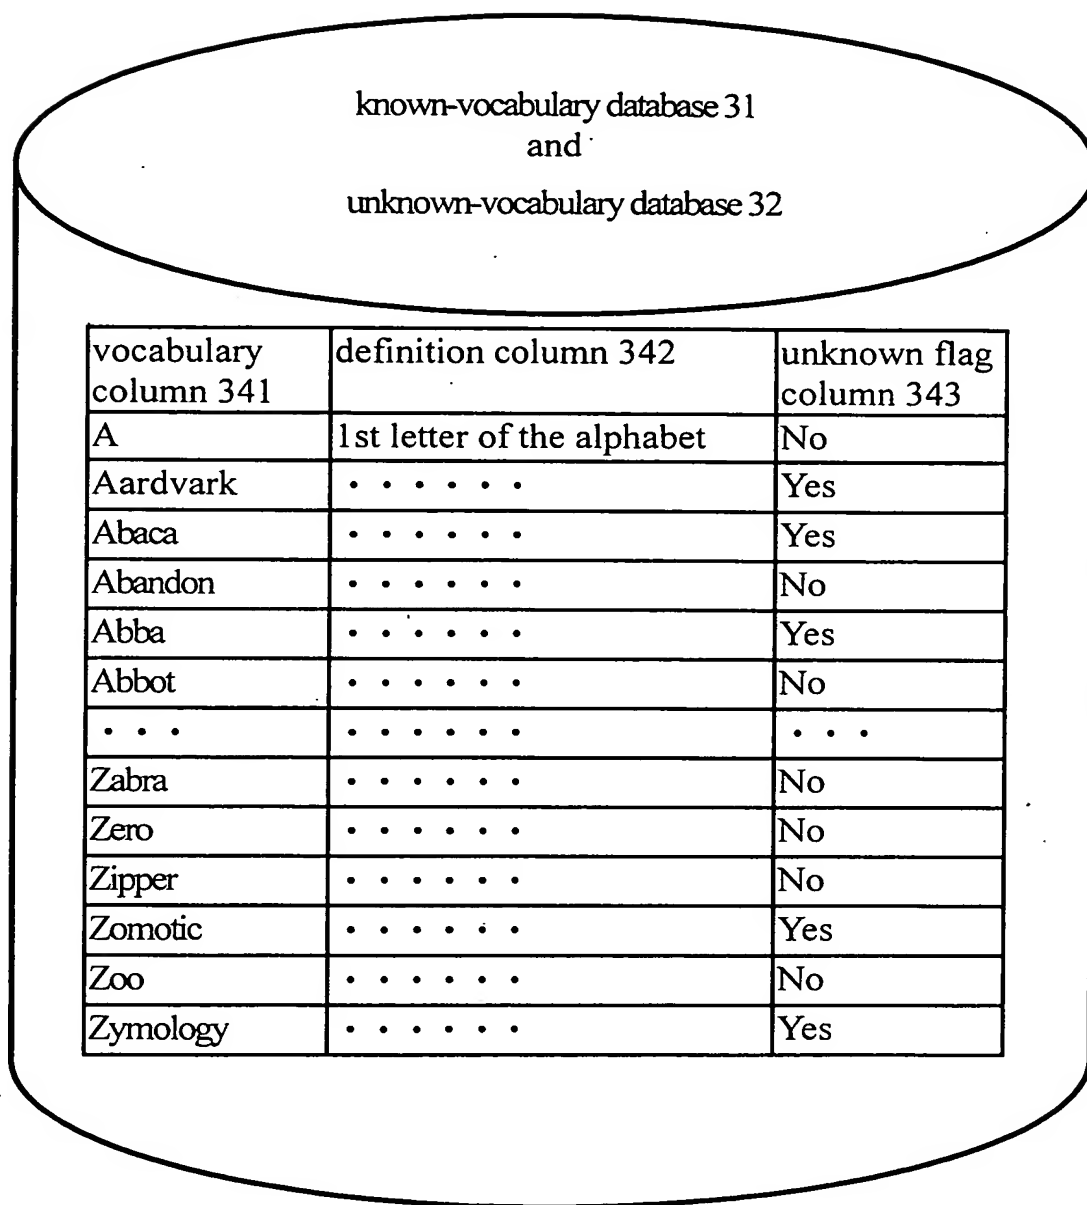 known-vocabulary database 31
and
unknown-vocabulary database 32
vocabulary column 341 definition column 342 unknown flag column 343
A 1st letter of the alphabet No
Aardvark · · · · · · Yes
Abaca · · · · · · Yes
Abandon · · · · · · No
Abba · · · · · · Yes
Abbot · · · · · · No
· · · · · · · · · · · ·
Zabra · · · · · · No
Zero · · · · · · No
Zipper · · · · · · No
Zomotic · · · · · · Yes
Zoo · · · · · · No
Zymology · · · · · · Yes